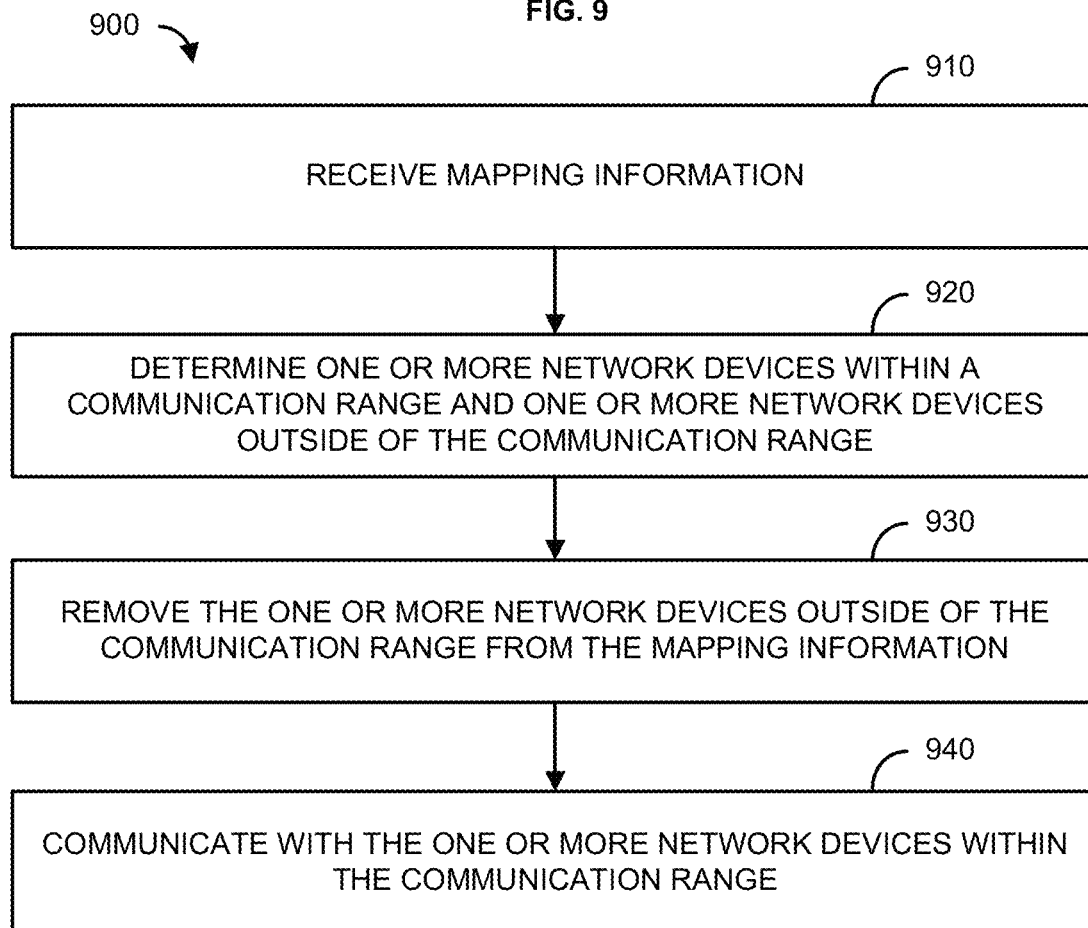 FIG. 9
900
910
RECEIVE MAPPING INFORMATION
920
DETERMINE ONE OR MORE NETWORK DEVICES WITHIN A
COMMUNICATION RANGE AND ONE OR MORE NETWORK DEVICES
OUTSIDE OF THE COMMUNICATION RANGE
930
REMOVE THE ONE OR MORE NETWORK DEVICES OUTSIDE OF THE
COMMUNICATION RANGE FROM THE MAPPING INFORMATION
940
COMMUNICATE WITH THE ONE OR MORE NETWORK DEVICES WITHIN
THE COMMUNICATION RANGE